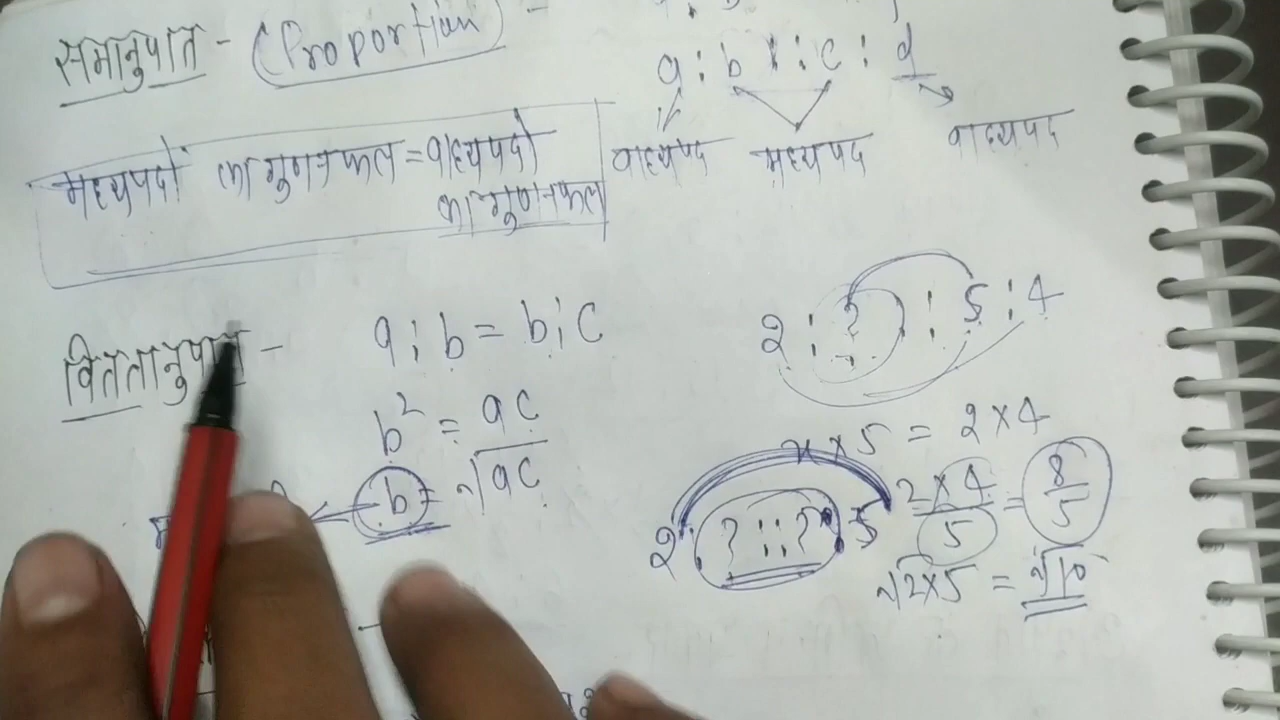 समानुपात - (Proportion) -
a : b :: c : d
वाह्यपद मध्यपद वाह्यपद
मध्यपदों का गुणनफल = वाह्यपदों
का गुणनफल
विततानुपात -
a : b = b : c
b² = ac
b = √ac
2 : ? :: 5 : 4
x × 5 = 2 × 4
2 × 4 / 5 = 8/5
2 : ? :: ? : 5
√2×5 = √10